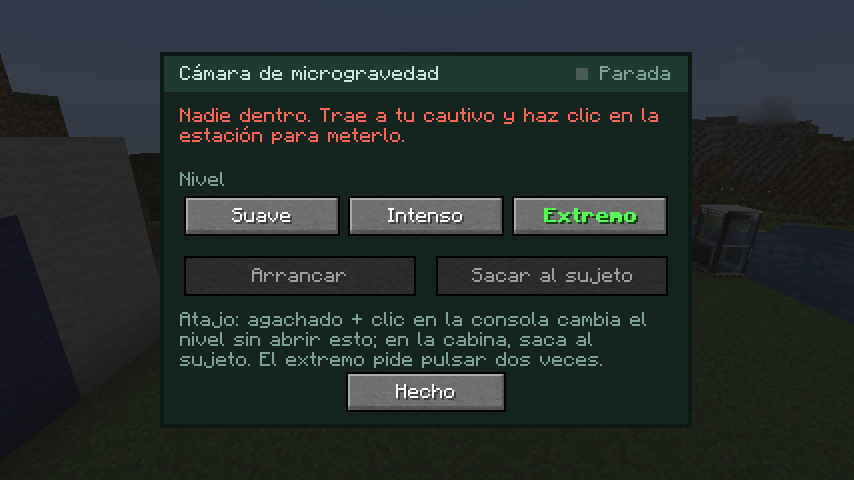 Cámara de microgravedad
Parada
Nadie dentro. Trae a tu cautivo y haz clic en la
estación para meterlo.
Nivel
Suave
Intenso
Extremo
Arrancar
Sacar al sujeto
Atajo: agachado + clic en la consola cambia el
nivel sin abrir esto; en la cabina, saca al
sujeto. El extremo pide pulsar dos veces.
Hecho